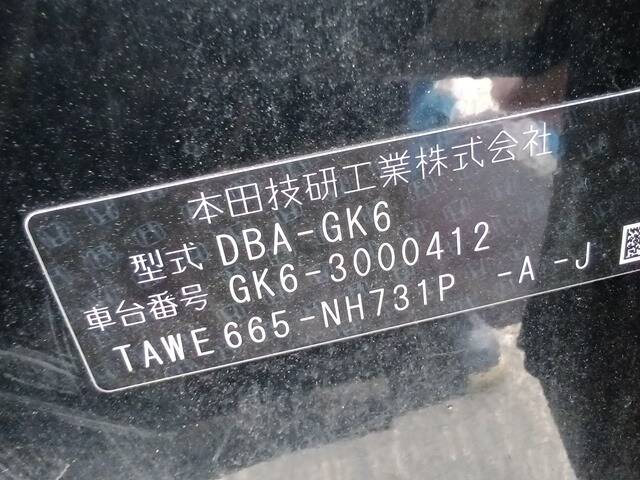 本田技研工業株式会社
型式 DBA-GK6
車台番号 GK6-3000412
TAWE665-NH731P -A -J